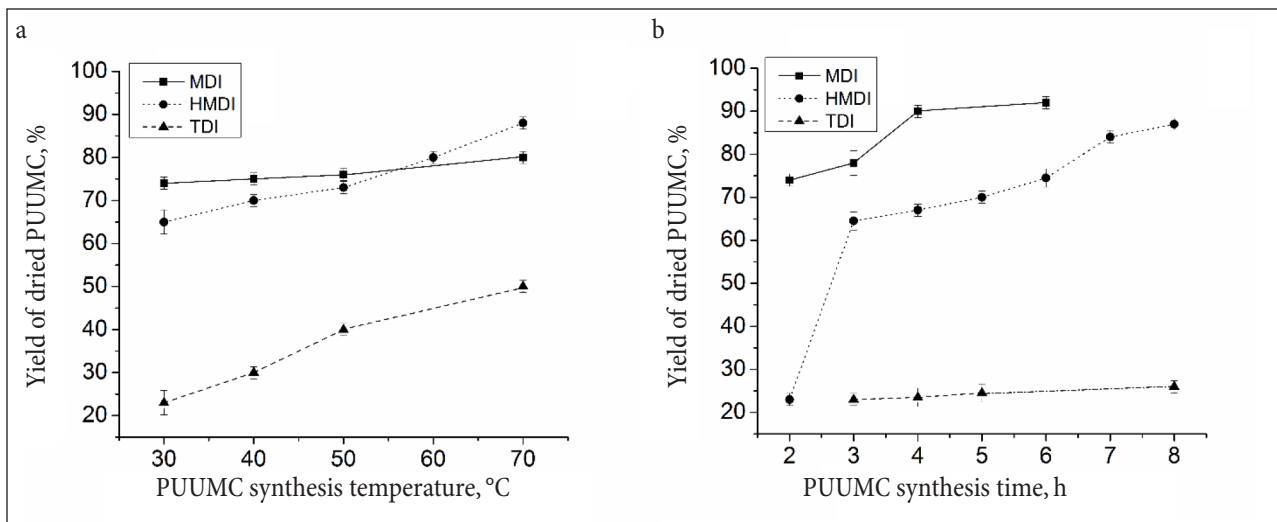 a
MDI
HMDI
TDI
Yield of dried PUUMC, %
100
90
80
70
60
50
40
30
20
30 40 50 60 70
PUUMC synthesis temperature, °C
b
MDI
HMDI
TDI
Yield of dried PUUMC, %
100
90
80
70
60
50
40
30
20
2 3 4 5 6 7 8
PUUMC synthesis time, h